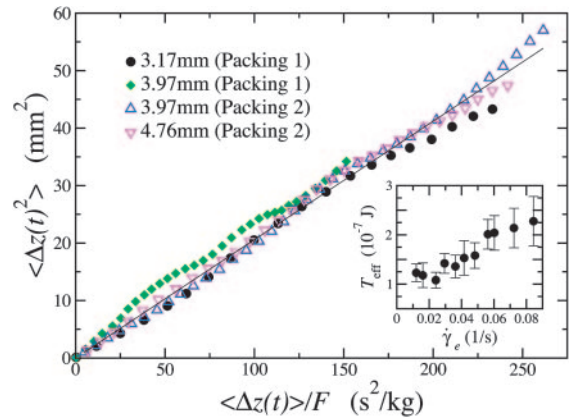 60
50
40
30
20
10
0
<Δz(t)²> (mm²)
3.17mm (Packing 1)
3.97mm (Packing 1)
3.97mm (Packing 2)
4.76mm (Packing 2)
3
2
1
T_eff (10⁻⁷ J)
0 0.02 0.04 0.06 0.08
γ̇_e (1/s)
0 50 100 150 200 250
<Δz(t)>/F (s²/kg)